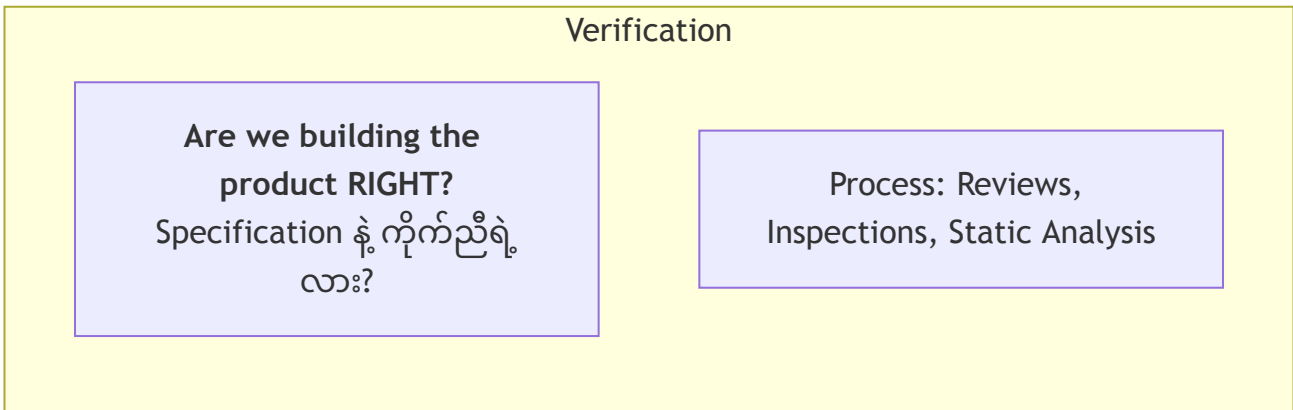 Verification
Are we building the
product RIGHT?
Specification နဲ့ ကိုက်ညီရဲ့
လား?
Process: Reviews,
Inspections, Static Analysis